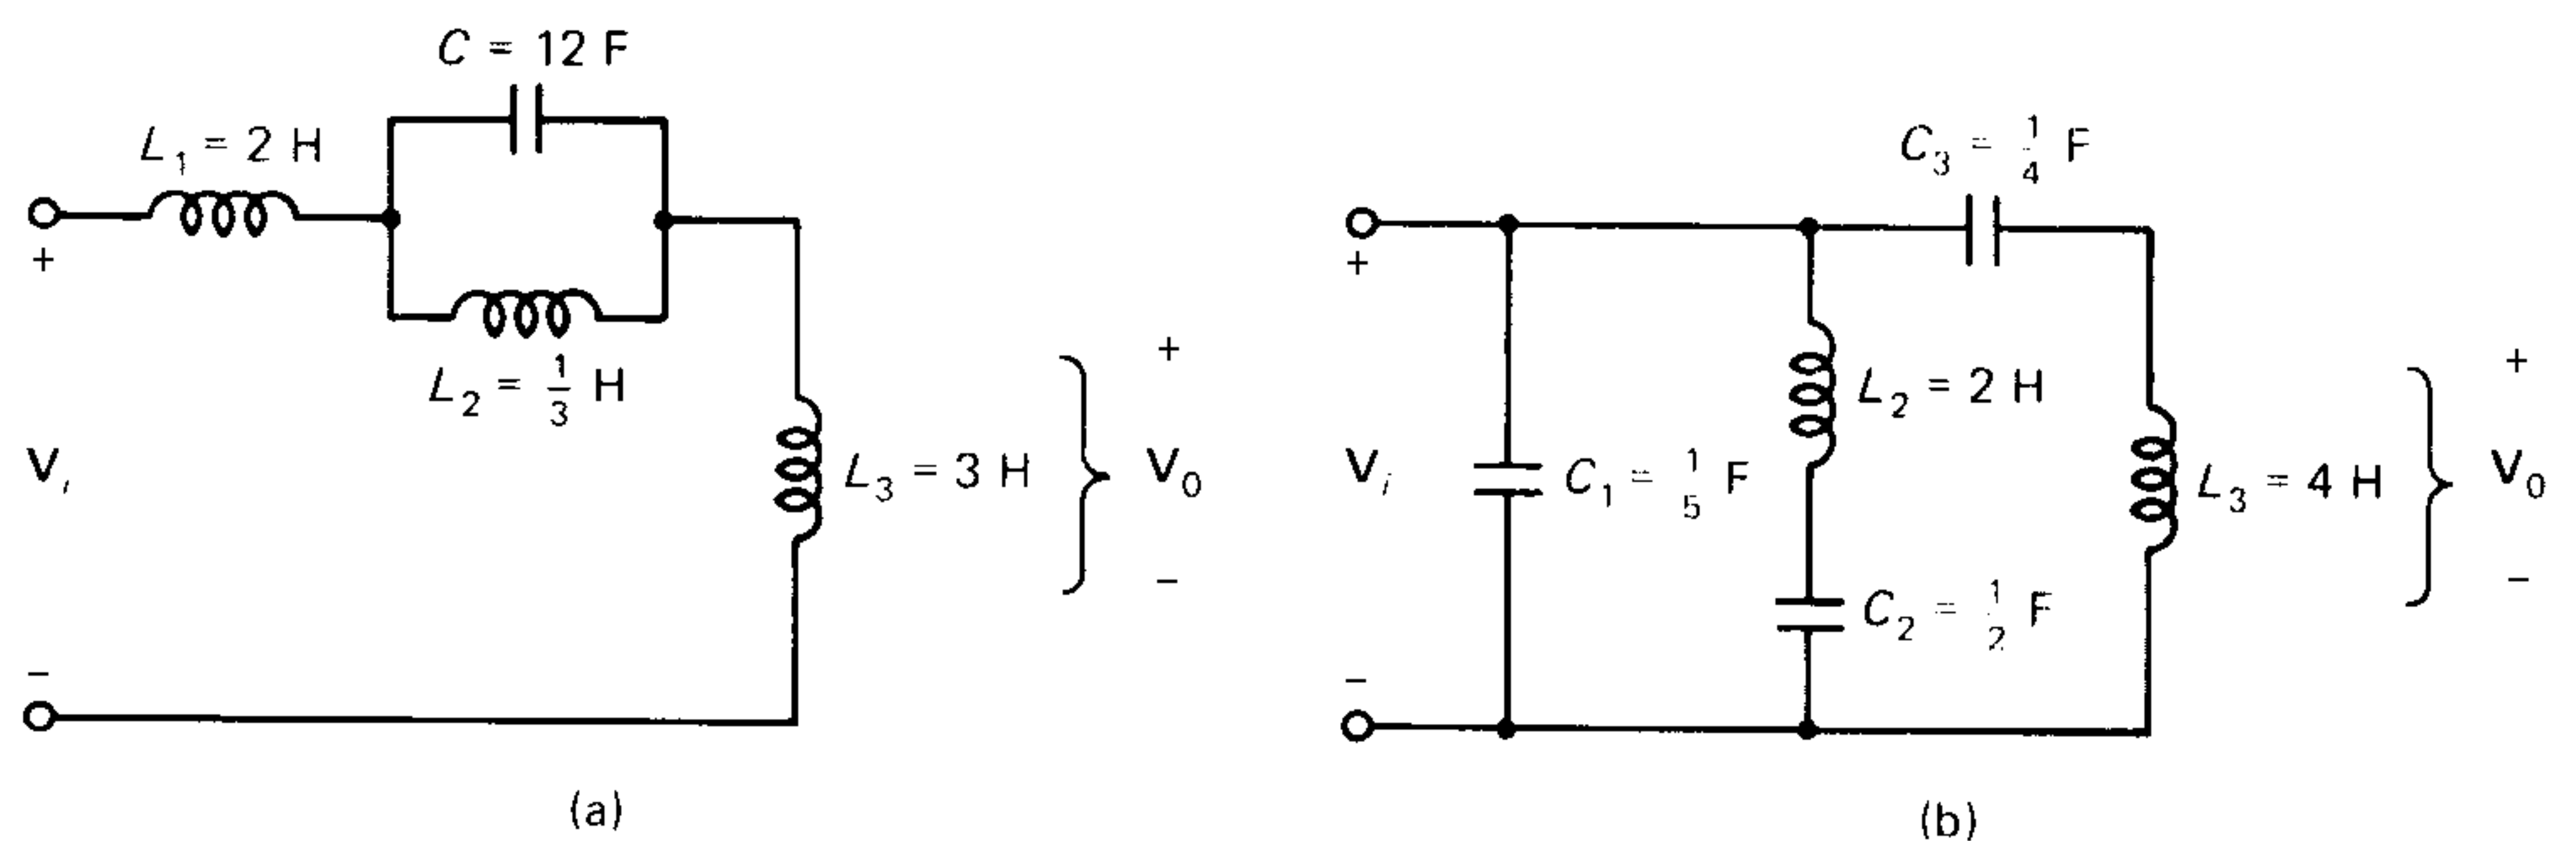 C = 12 F
L₁ = 2 H
+
L₂ = 1/3 H
Vᵢ
L₃ = 3 H
+
V₀
−
−
(a)
C₃ = 1/4 F
+
Vᵢ
C₁ = 1/5 F
L₂ = 2 H
C₂ = 1/2 F
L₃ = 4 H
+
V₀
−
−
(b)